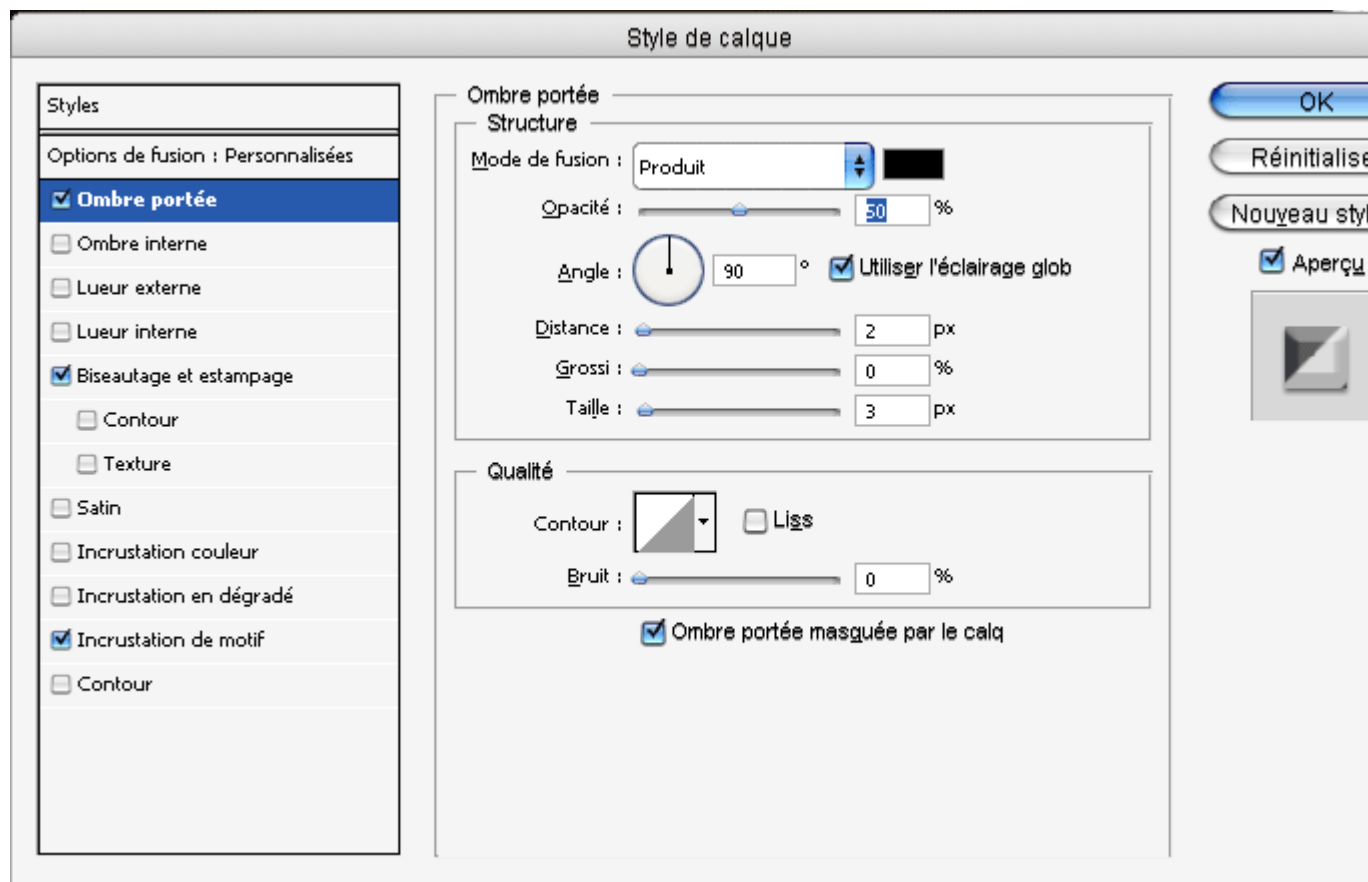 Style de calque
Styles
Options de fusion : Personnalisées
Ombre portée
Ombre interne
Lueur externe
Lueur interne
Biseautage et estampage
Contour
Texture
Satin
Incrustation couleur
Incrustation en dégradé
Incrustation de motif
Contour
Ombre portée
Structure
Mode de fusion : Produit
Opacité : 50 %
Angle : 90 ° Utiliser l'éclairage glob
Distance : 2 px
Grossi : 0 %
Taille : 3 px
Qualité
Contour : Liss
Bruit : 0 %
Ombre portée masquée par le calq
OK
Réinitialise
Nouveau styl
Aperçu